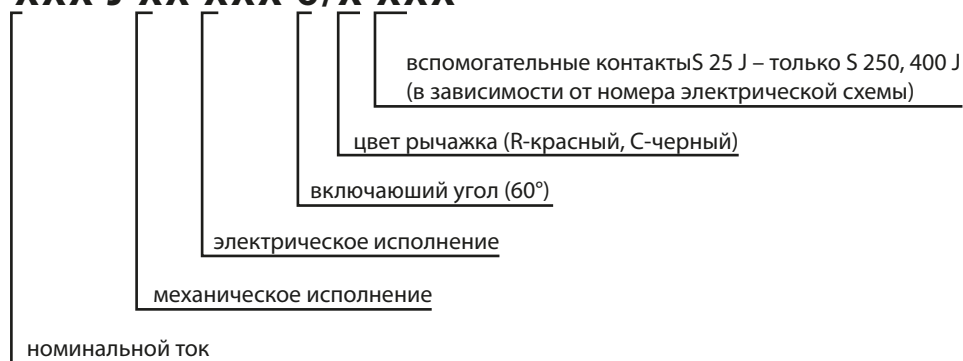 вспомогательные контактыS 25 J – только S 250, 400 J
(в зависимости от номера электрической схемы)
цвет рычажка (R-красный, C-черный)
включаюший угол (60°)
электрическое исполнение
механическое исполнение
номинальной ток